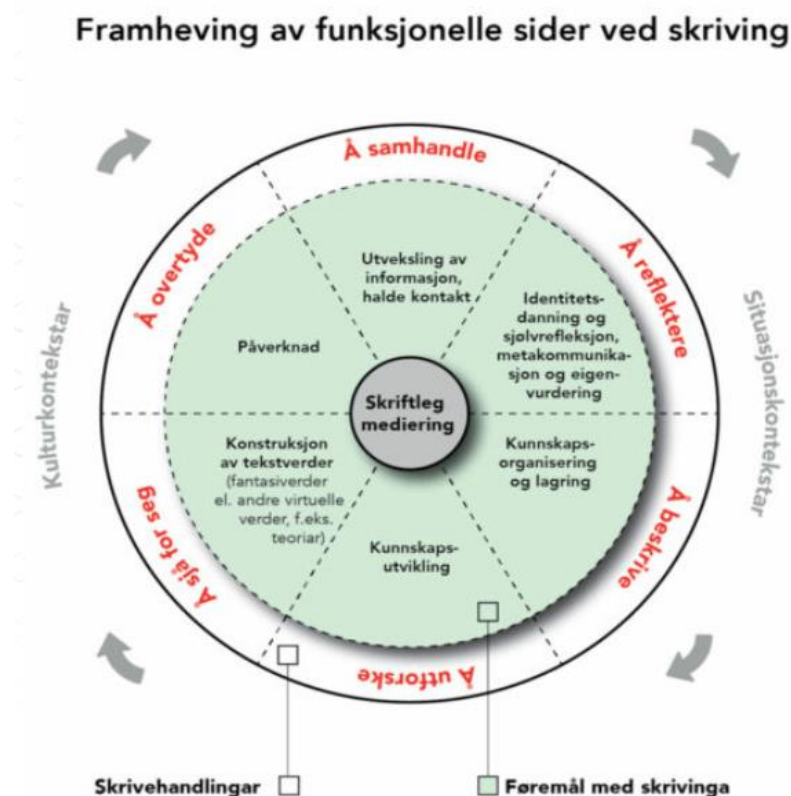 Framheving av funksjonelle sider ved skriving
Å samhandle
Å reflektere
Å beskrive
Å utforske
Å sjå for seg
Å overtyde
Kulturkontekstar
Situasjonskontekstar
Utveksling av
informasjon,
halde kontakt
Identitets-
danning og
sjølvrefleksjon,
metakommunika-
sjon og eigen-
vurdering
Kunnskaps-
organisering
og lagring
Kunnskaps-
utvikling
Konstruksjon
av tekstverder
(fantasiverder
el. andre virtuelle
verder, f.eks.
teoriar)
Påverknad
Skriftleg
mediering
Skrivehandlingar
Føremål med skrivinga